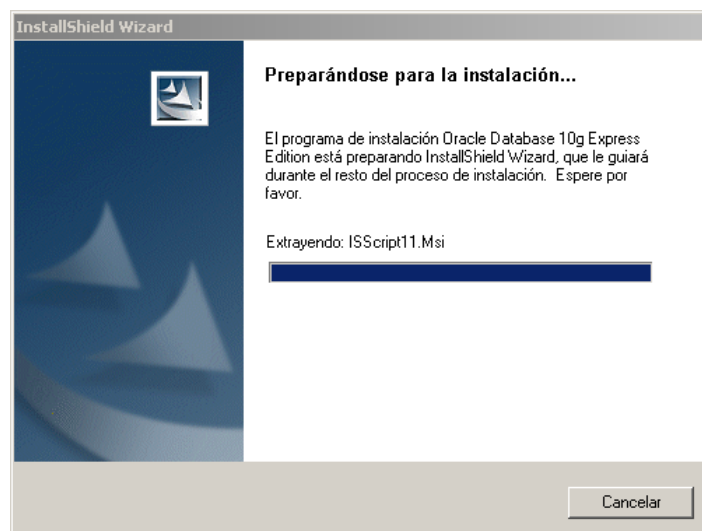 InstallShield Wizard
Preparándose para la instalación...
El programa de instalación Oracle Database 10g Express
Edition está preparando InstallShield Wizard, que le guiará
durante el resto del proceso de instalación. Espere por
favor.
Extrayendo: ISScript11.Msi
Cancelar